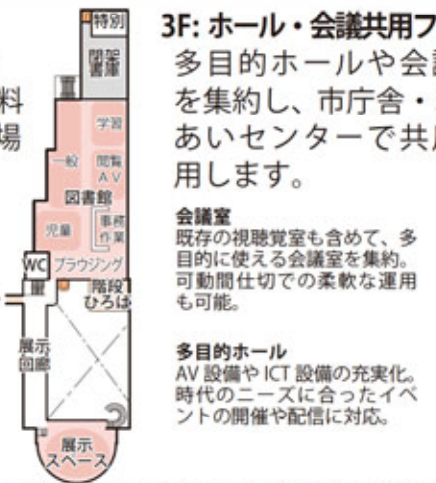 特別
閉架
書庫
料
場
学習
一般
閲覧
AV
図書館
児童
事務
作業
WC
ブラウジング
階段
ひろば
展示
回廊
展示
スペース
3F: ホール・会議共用フ
多目的ホールや会議
を集約し、市庁舎・
あいセンターで共用
用します。
会議室
既存の視聴覚室も含めて、多
目的に使える会議室を集約。
可動間仕切での柔軟な運用
も可能。
多目的ホール
AV 設備や ICT 設備の充実化。
時代のニーズに合ったイベ
ントの開催や配信に対応。